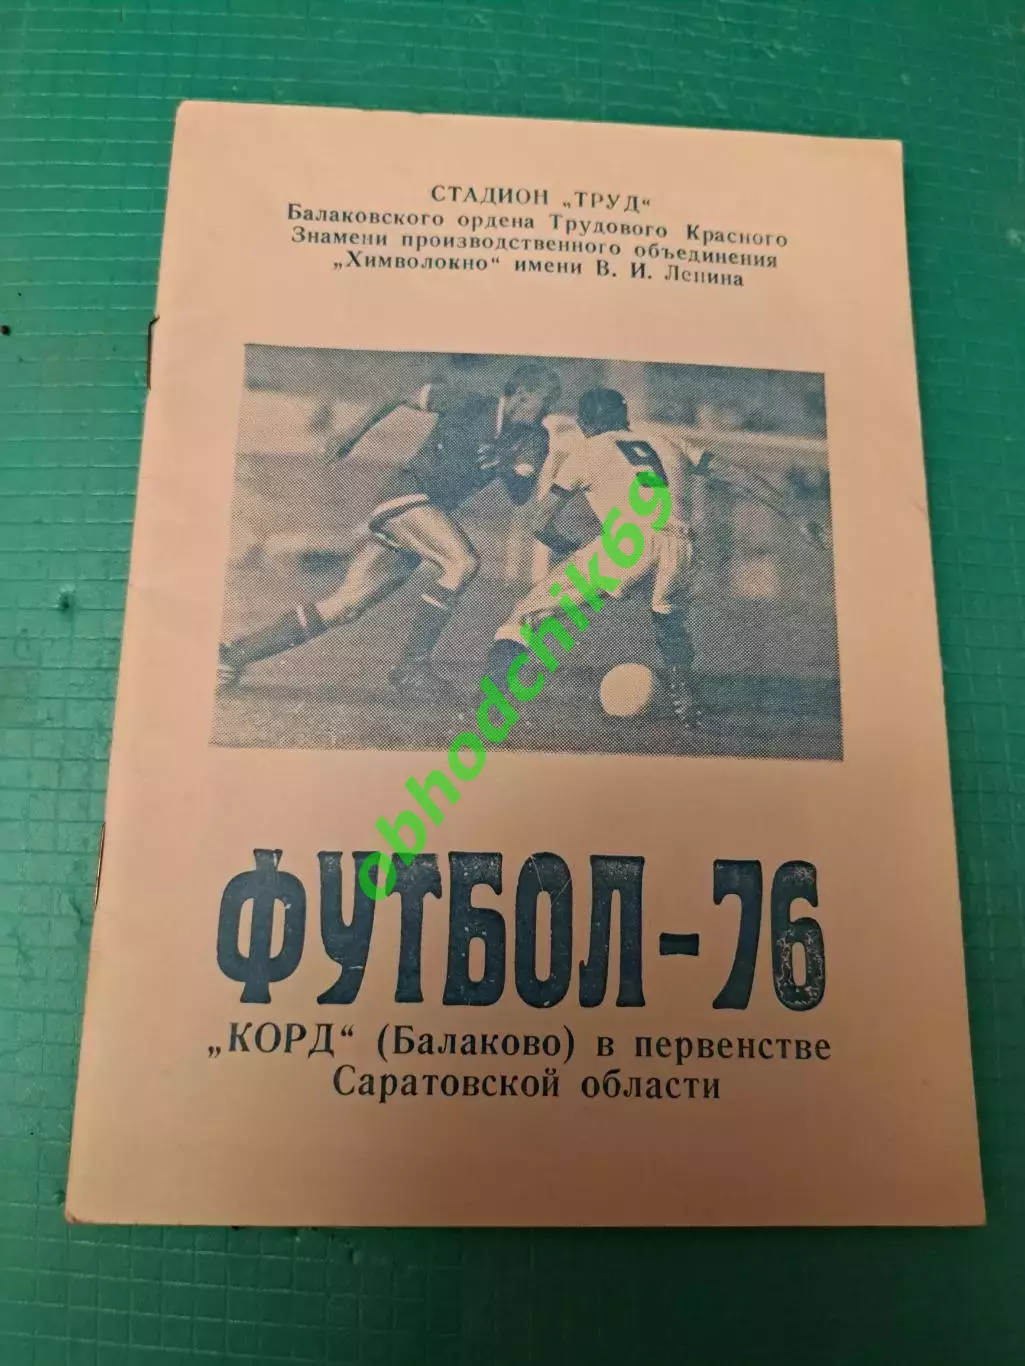 СТАДИОН „ТРУД“
Балаковского ордена Трудового Красного
Знамени производственного объединения
„Химволокно“ имени В. И. Ленина
9
obhodchik69
ФУТБОЛ-76
„КОРД“ (Балаково) в первенстве
Саратовской области